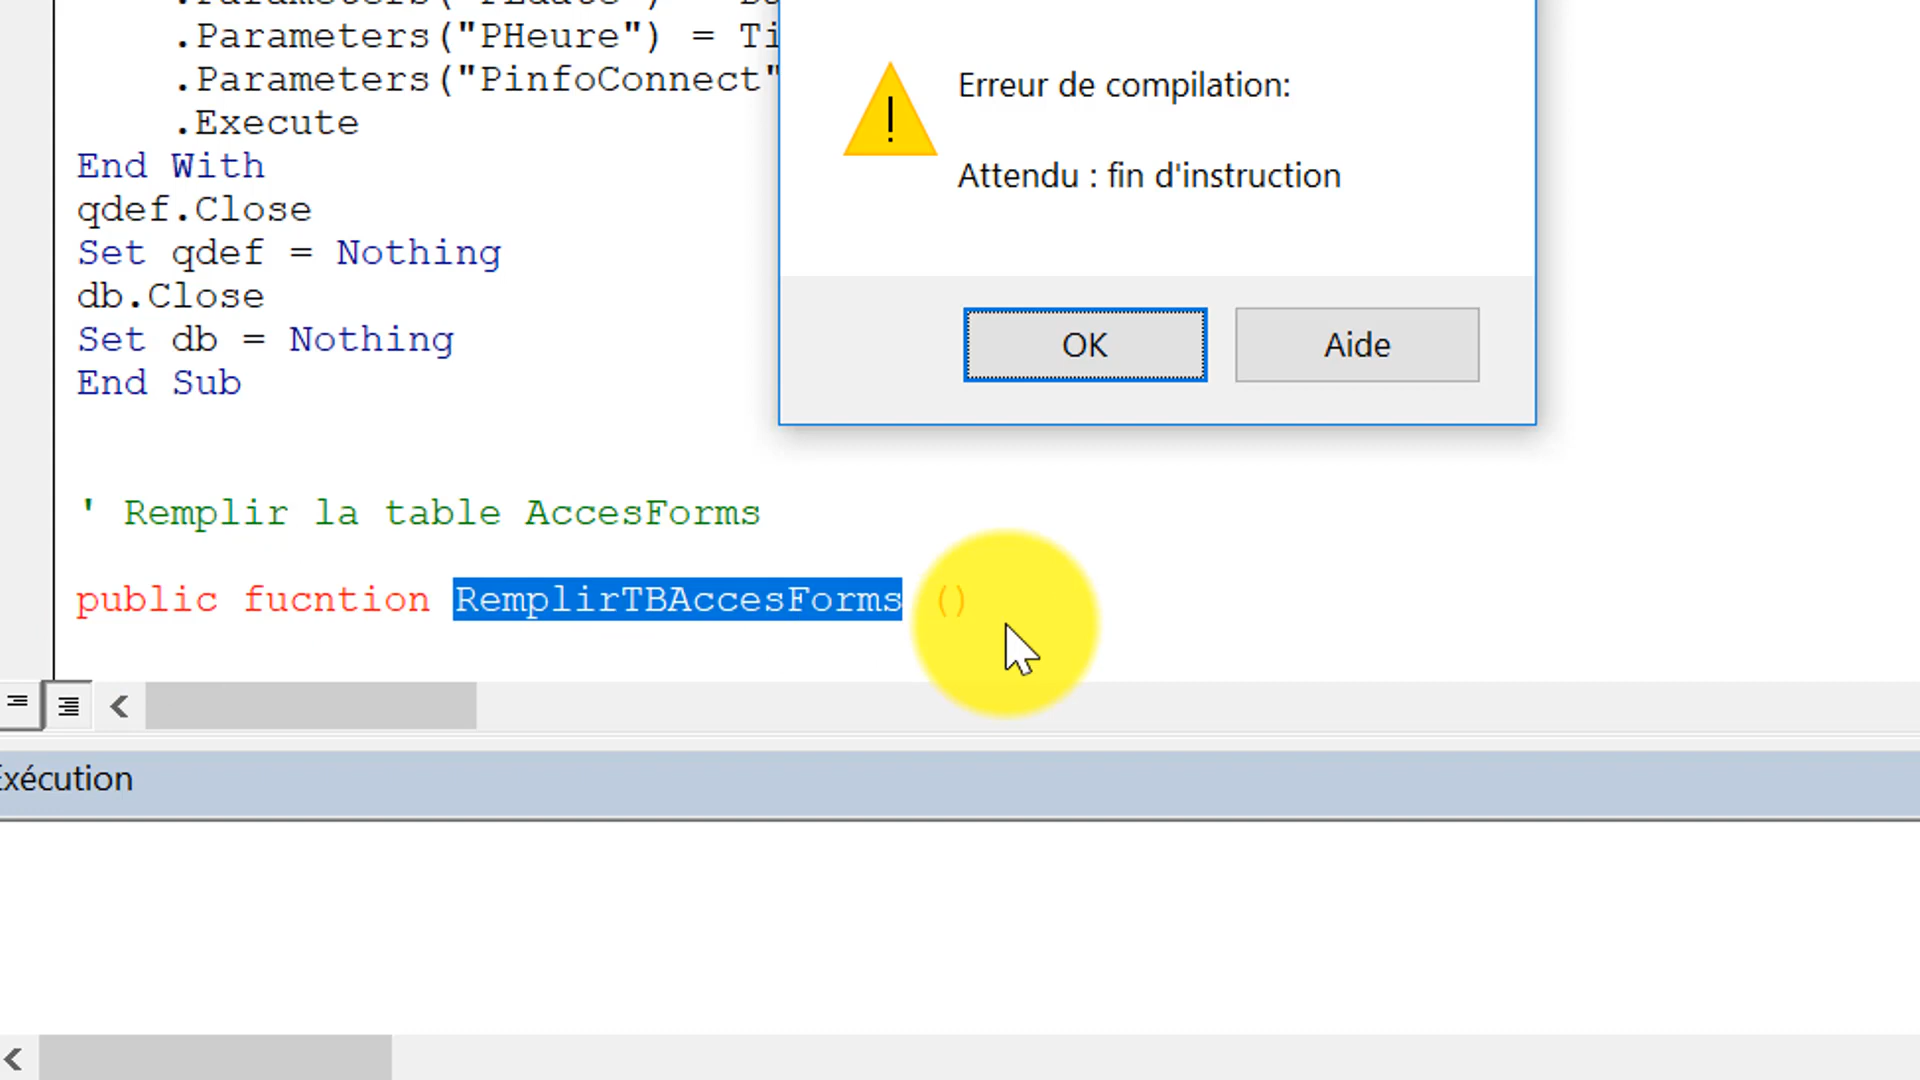 .Parameters("PHeure") = Ti
.Parameters("PinfoConnect"
.Execute
End With
qdef.Close
Set qdef = Nothing
db.Close
Set db = Nothing
End Sub
Erreur de compilation:
Attendu : fin d'instruction
OK
Aide
' Remplir la table AccesForms
public fucntion RemplirTBAccesForms ()
Exécution